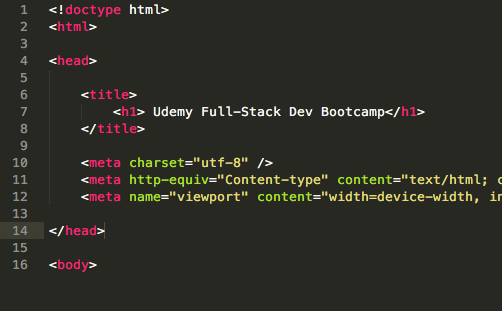 1 <!doctype html>
2 <html>
3
4 <head>
5
6 <title>
7 <h1> Udemy Full-Stack Dev Bootcamp</h1>
8 </title>
9
10 <meta charset="utf-8" />
11 <meta http-equiv="Content-type" content="text/html; c
12 <meta name="viewport" content="width=device-width, in
13
14 </head>
15
16 <body>